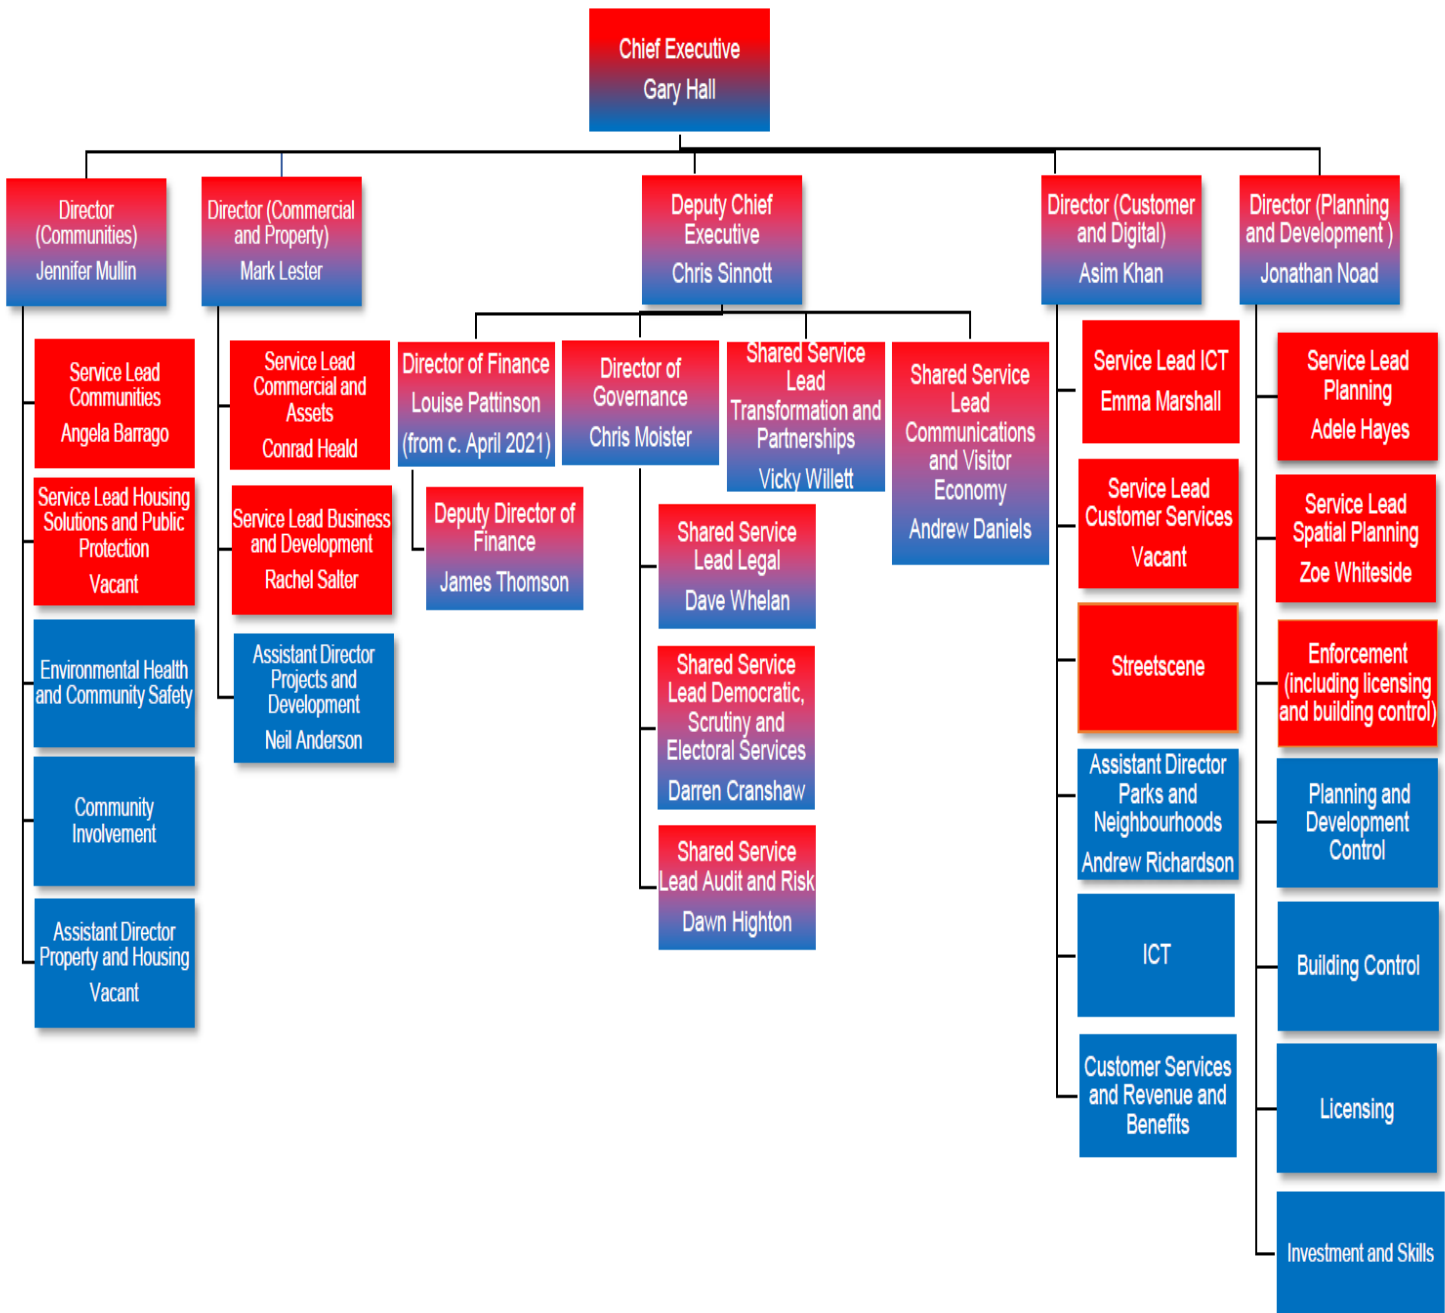 Chief Executive
Gary Hall
Director
(Communities)
Jennifer Mullin
Director (Commercial
and Property)
Mark Lester
Deputy Chief
Executive
Chris Sinnott
Director (Customer
and Digital)
Asim Khan
Director (Planning
and Development )
Jonathan Noad
Service Lead
Communities
Angela Barrago
Service Lead Housing
Solutions and Public
Protection
Vacant
Environmental Health
and Community Safety
Community
Involvement
Assistant Director
Property and Housing
Vacant
Service Lead
Commercial and
Assets
Conrad Heald
Service Lead Business
and Development
Rachel Salter
Assistant Director
Projects and
Development
Neil Anderson
Director of Finance
Louise Pattinson
(from c. April 2021)
Deputy Director of
Finance
James Thomson
Director of
Governance
Chris Moister
Shared Service
Lead Legal
Dave Whelan
Shared Service
Lead Democratic,
Scrutiny and
Electoral Services
Darren Cranshaw
Shared Service
Lead Audit and Risk
Dawn Highton
Shared Service
Lead
Transformation and
Partnerships
Vicky Willett
Shared Service
Lead
Communications
and Visitor
Economy
Andrew Daniels
Service Lead ICT
Emma Marshall
Service Lead
Customer Services
Vacant
Streetscene
Assistant Director
Parks and
Neighbourhoods
Andrew Richardson
ICT
Customer Services
and Revenue and
Benefits
Service Lead
Planning
Adele Hayes
Service Lead
Spatial Planning
Zoe Whiteside
Enforcement
(including licensing
and building control)
Planning and
Development
Control
Building Control
Licensing
Investment and Skills